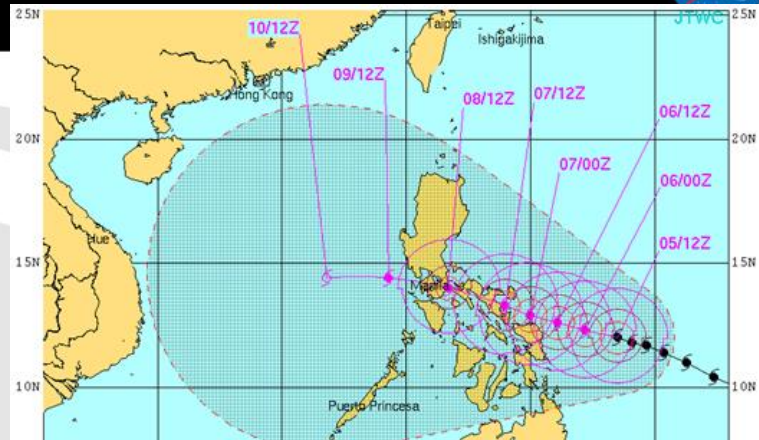 25N
25N
JTWC
Taipei
Ishigakijima
10/12Z
Hong Kong
09/12Z
08/12Z
07/12Z
06/12Z
20N
20N
07/00Z
06/00Z
Hue
05/12Z
15N
15N
Manila
10N
10N
Puerto Princesa